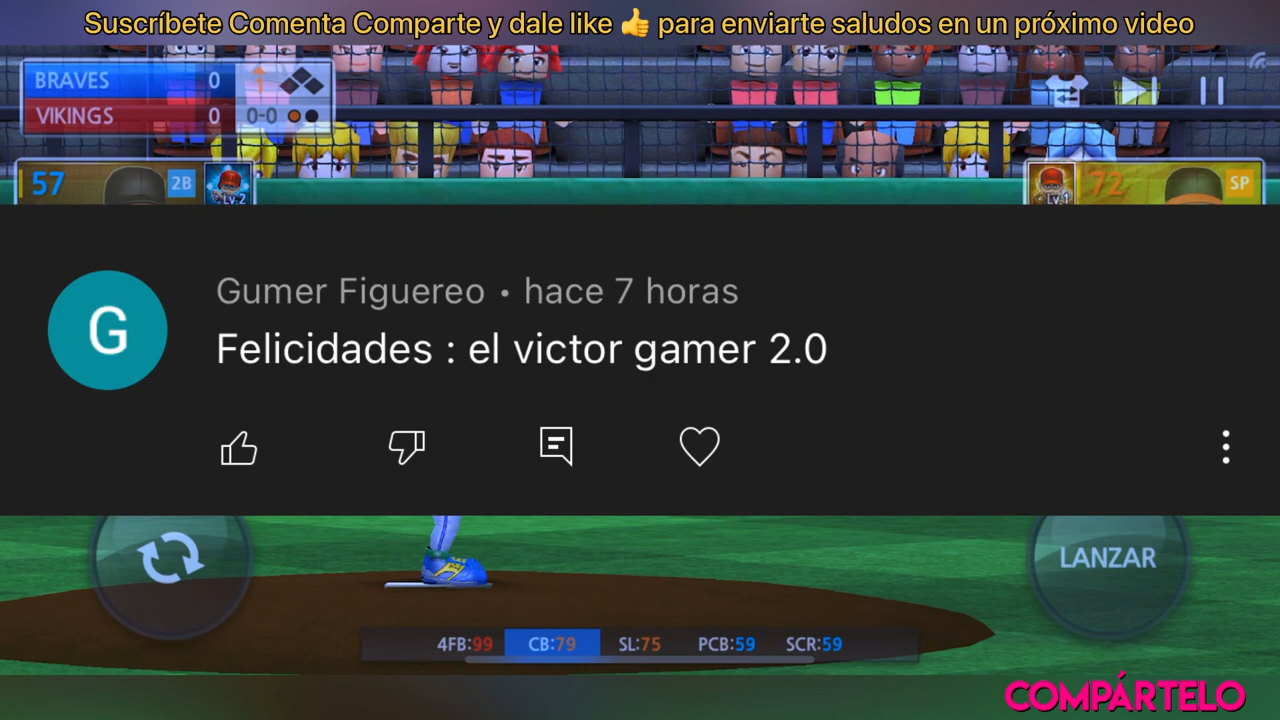 Suscríbete Comenta Comparte y dale like 👍 para enviarte saludos en un próximo video
BRAVES 0
VIKINGS 0 0-0
57 2B Lv.2
Lv.1 72 SP
G
Gumer Figuereo • hace 7 horas
Felicidades : el victor gamer 2.0
LANZAR
4FB:99 CB:79 SL:75 PCB:59 SCR:59
COMPÁRTELO